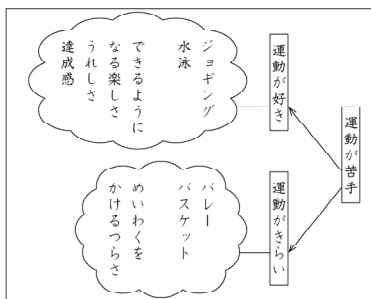 運動が苦手
運動が好き
ジョギング
水泳
できるように
なる楽しさ
うれしさ
達成感
運動がきらい
バレー
バスケット
めいわくを
かけるつらさ